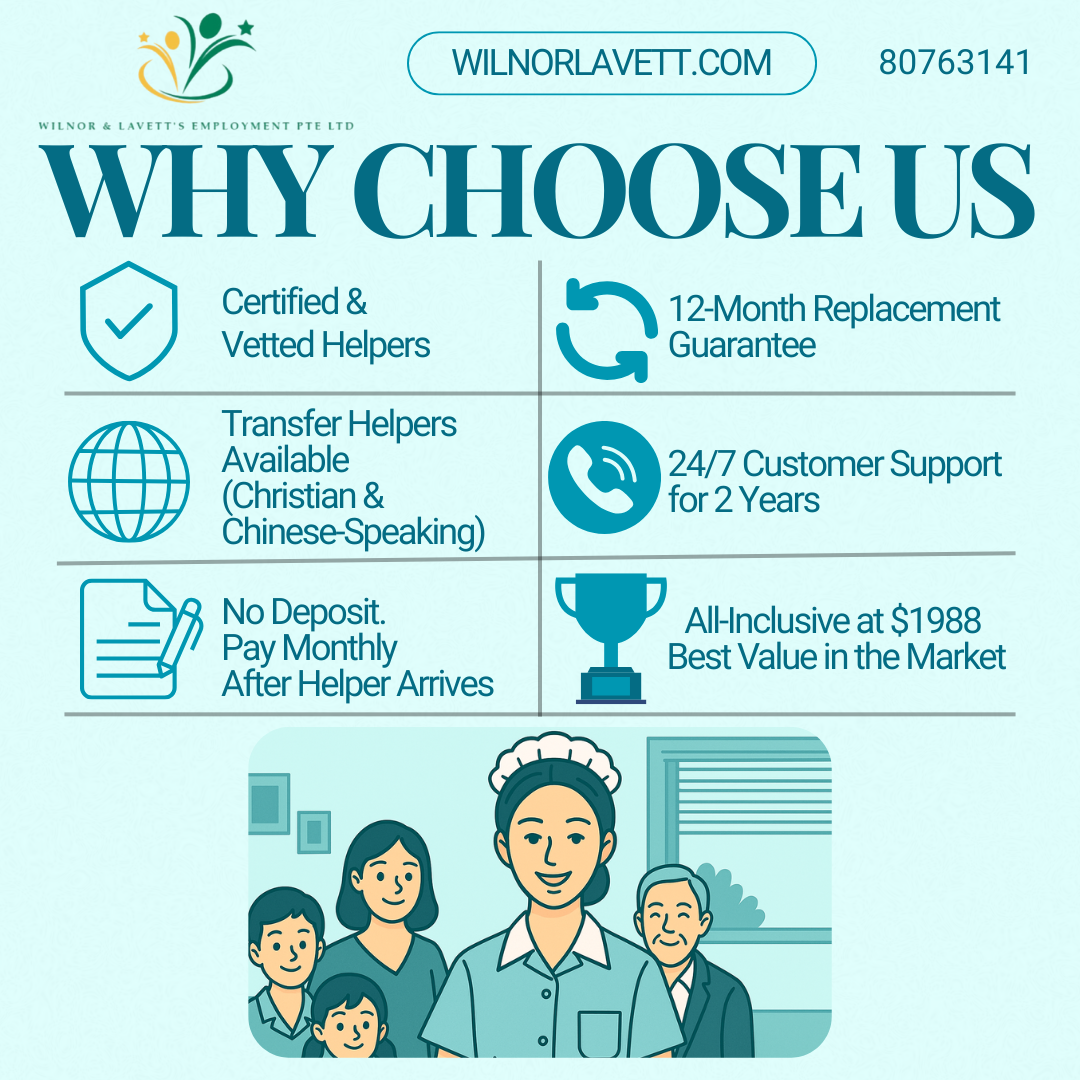 WILNOR & LAVETT'S EMPLOYMENT PTE LTD
WILNORLAVETT.COM
80763141
WHY CHOOSE US
Certified &
Vetted Helpers
12-Month Replacement
Guarantee
Transfer Helpers
Available
(Christian &
Chinese-Speaking)
24/7 Customer Support
for 2 Years
No Deposit.
Pay Monthly
After Helper Arrives
All-Inclusive at $1988
Best Value in the Market